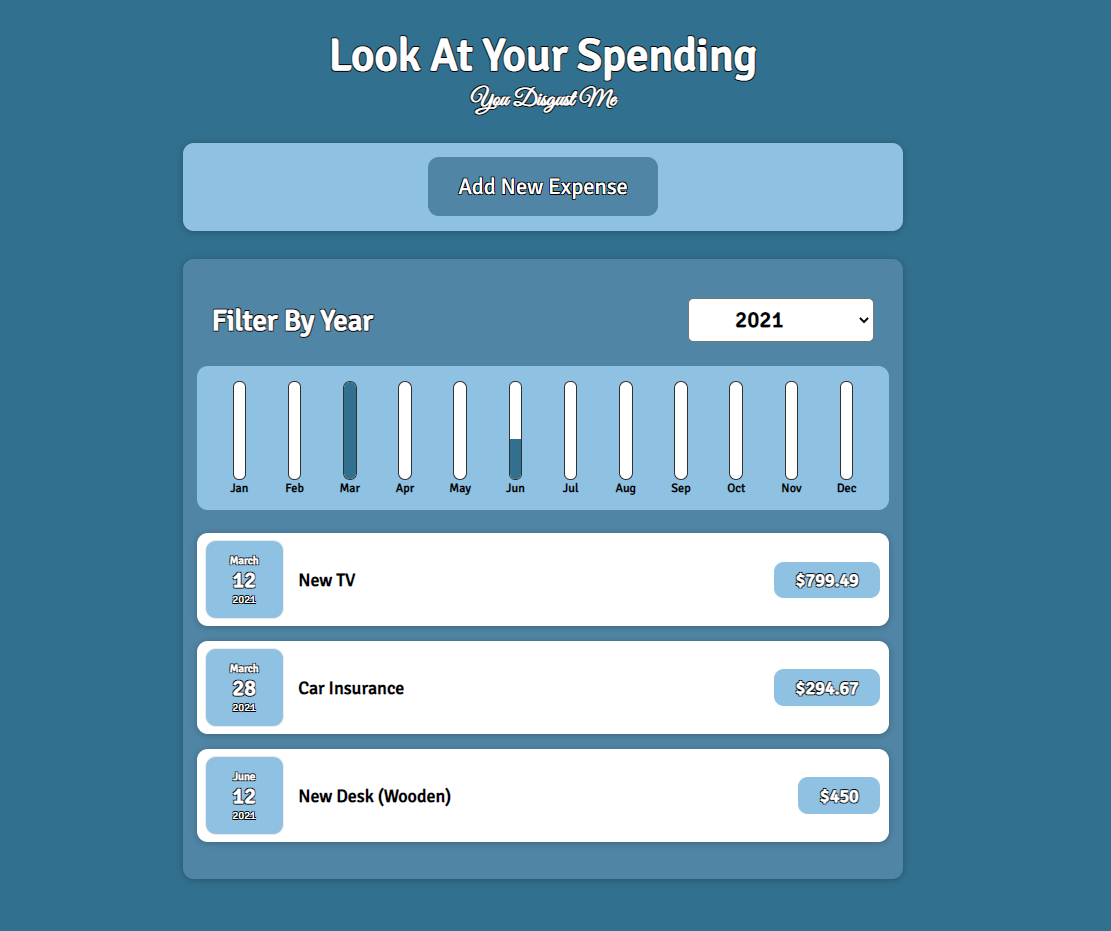 Look At Your Spending
You Disgust Me
Add New Expense
Filter By Year
2021
Jan Feb Mar Apr May Jun Jul Aug Sep Oct Nov Dec
March
12
2021
New TV
$799.49
March
28
2021
Car Insurance
$294.67
June
12
2021
New Desk (Wooden)
$450